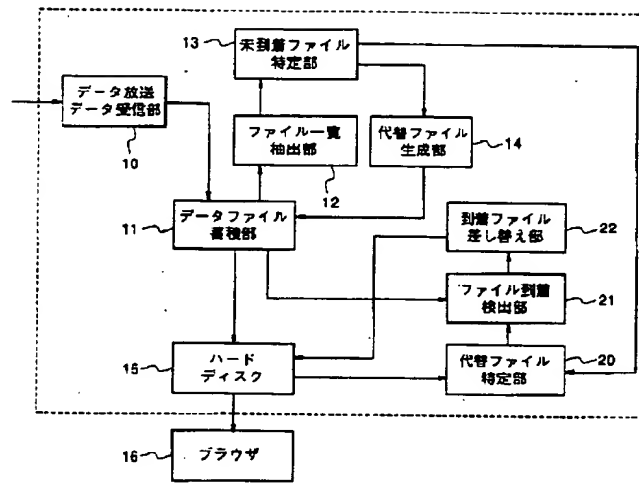 13
未到着ファイル
特定部
データ放送
データ受信部
10
ファイル一覧
抽出部
12
代替ファイル
生成部
14
11
データファイル
蓄積部
到着ファイル
差し替え部
22
ファイル到着
検出部
21
15
ハード
ディスク
代替ファイル
特定部
20
16
ブラウザ